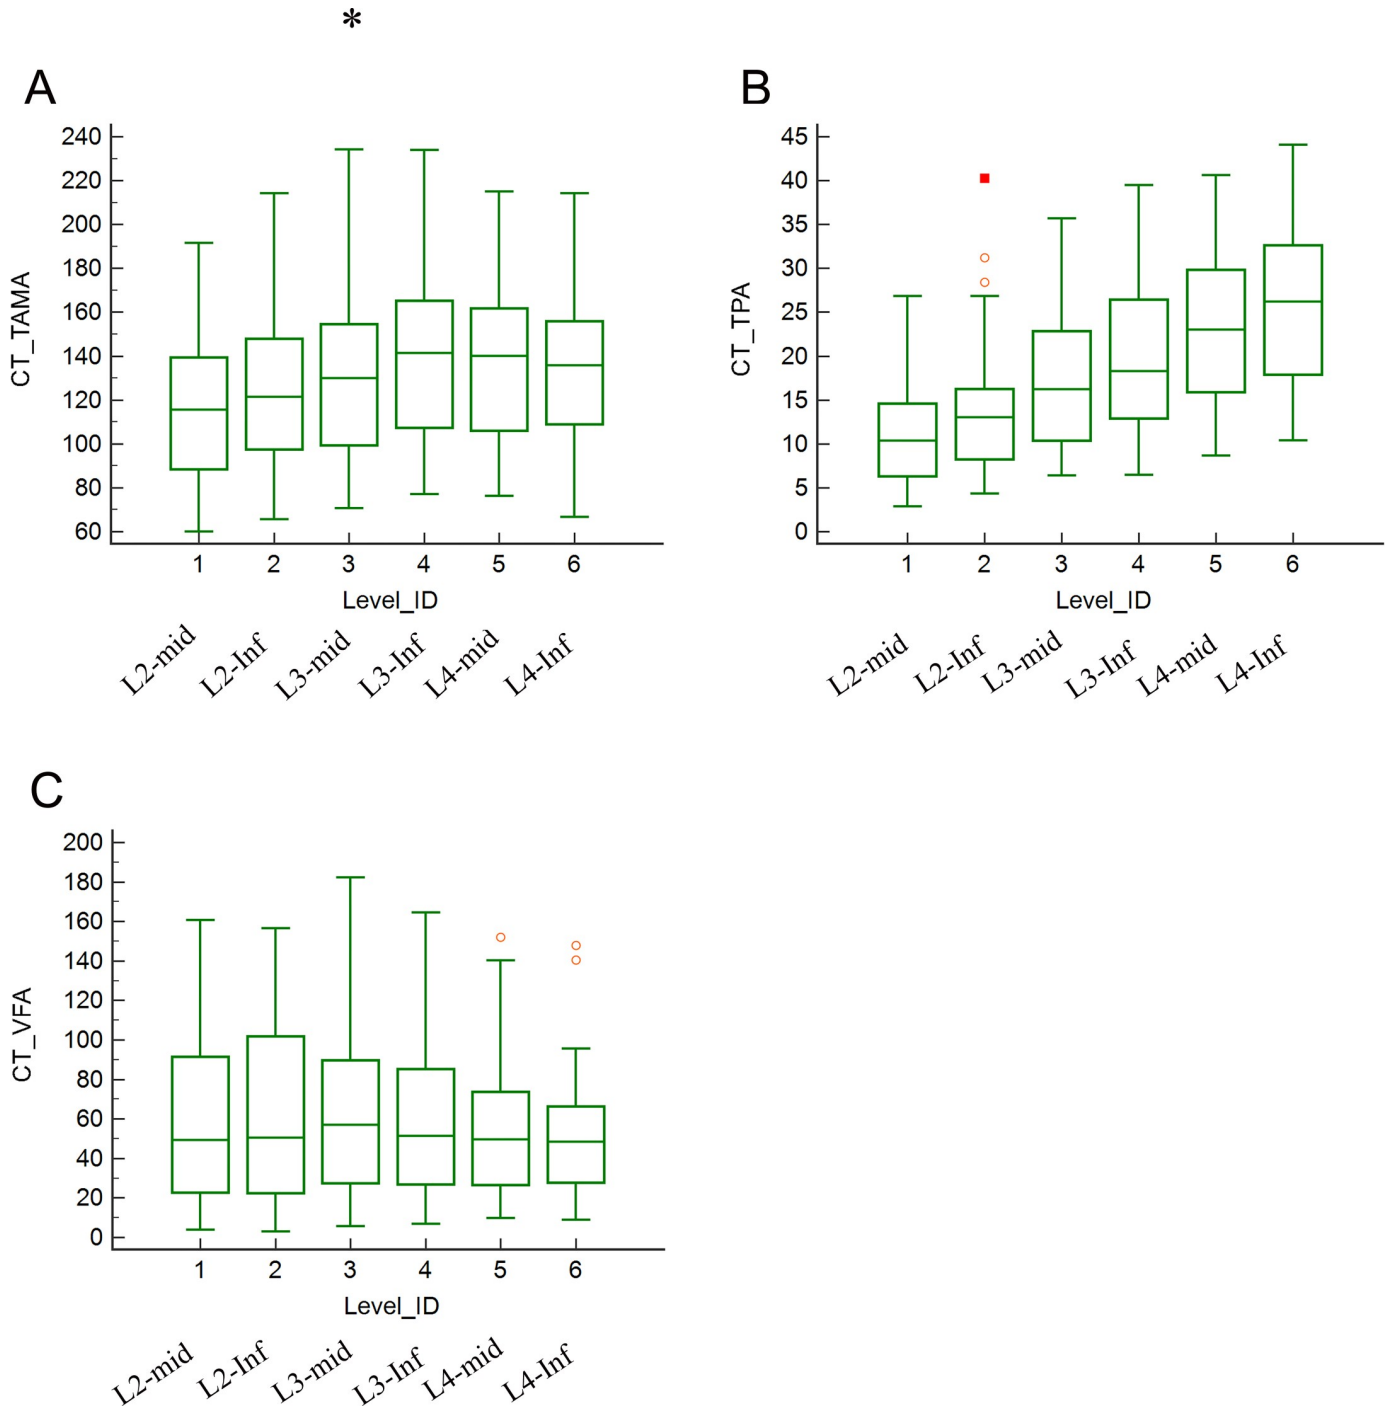 *
A
B
240
220
200
180
160
140
120
100
80
60
CT_TAMA
1 2 3 4 5 6
Level_ID
L2-mid L2-Inf L3-mid L3-Inf L4-mid L4-Inf
45
40
35
30
25
20
15
10
5
0
CT_TPA
1 2 3 4 5 6
Level_ID
L2-mid L2-Inf L3-mid L3-Inf L4-mid L4-Inf
C
200
180
160
140
120
100
80
60
40
20
0
CT_VFA
1 2 3 4 5 6
Level_ID
L2-mid L2-Inf L3-mid L3-Inf L4-mid L4-Inf